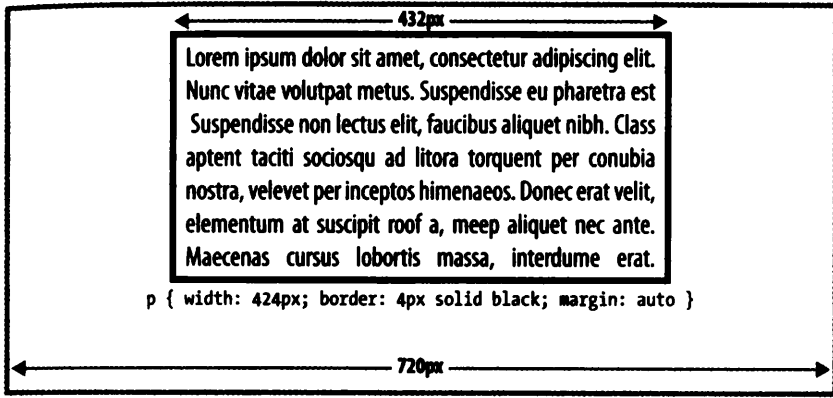 432px
Lorem ipsum dolor sit amet, consectetur adipiscing elit.
Nunc vitae volutpat metus. Suspendisse eu pharetra est
Suspendisse non lectus elit, faucibus aliquet nibh. Class
aptent taciti sociosqu ad litora torquent per conubia
nostra, velevet per inceptos himenaeos. Donec erat velit,
elementum at suscipit roof a, meep aliquet nec ante.
Maecenas cursus lobortis massa, interdume erat.
p { width: 424px; border: 4px solid black; margin: auto }
720px